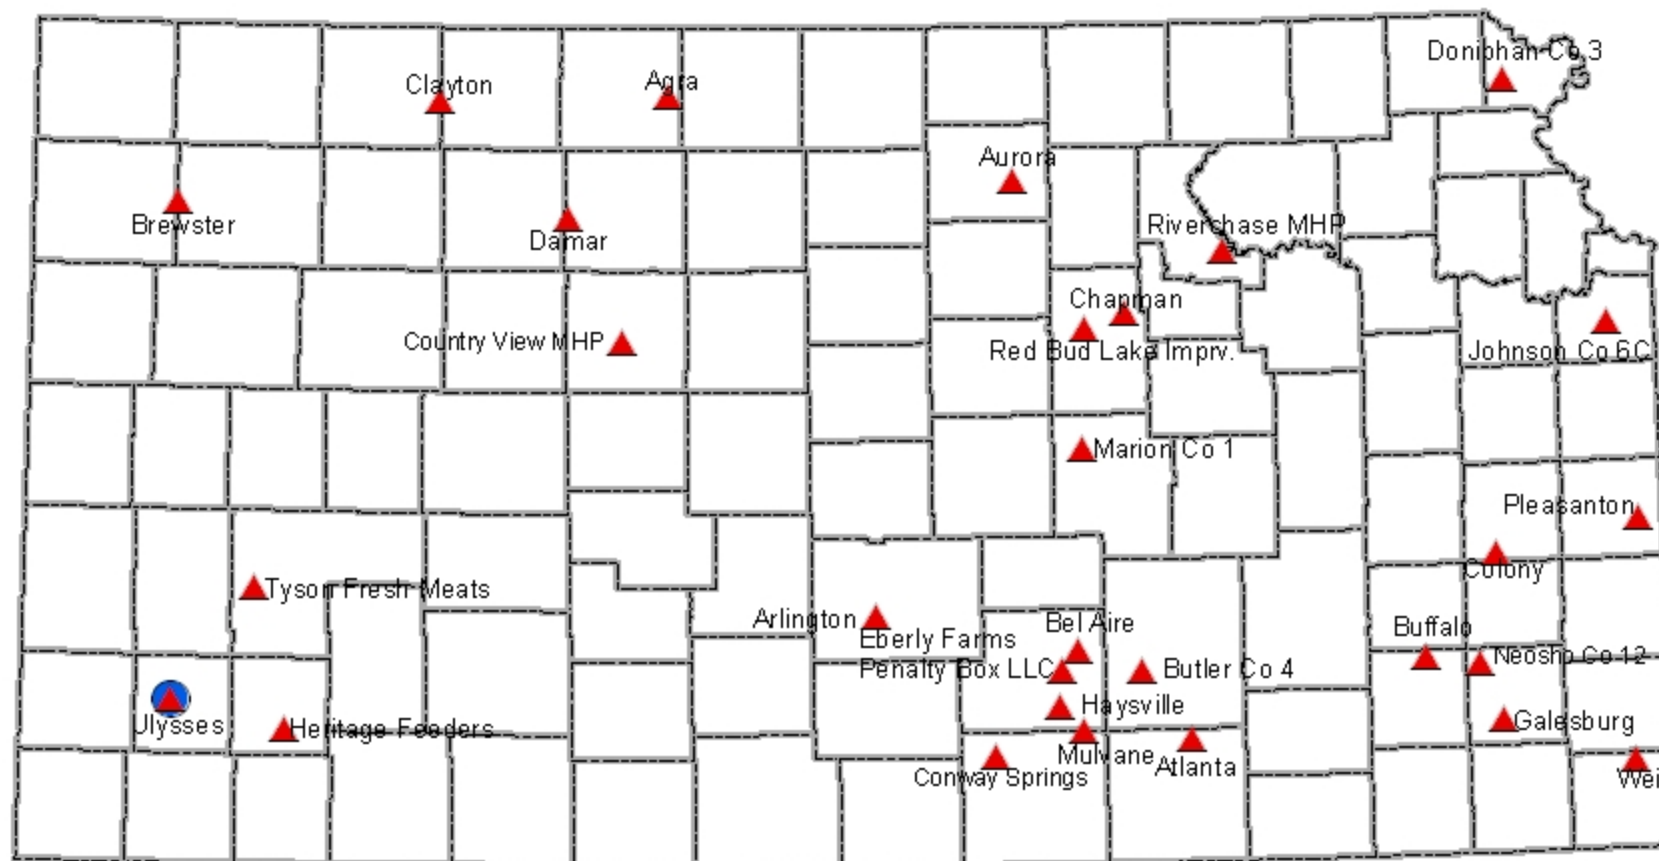 Doniphan Co 3
Clayton
Agra
Aurora
Brewster
Damar
Riverchase MHP
Chapman
Country View MHP
Red Bud Lake Imprv.
Johnson Co 6C
Marion Co 1
Pleasanton
Colony
Tyson Fresh Meats
Arlington
Bel Aire
Eberly Farms
Buffalo
Penalty Box LLC
Butler Co 4
Neosho Co 12
Haysville
Ulysses
Heritage Feeders
Galesburg
Mulvane
Atlanta
Conway Springs
Wei